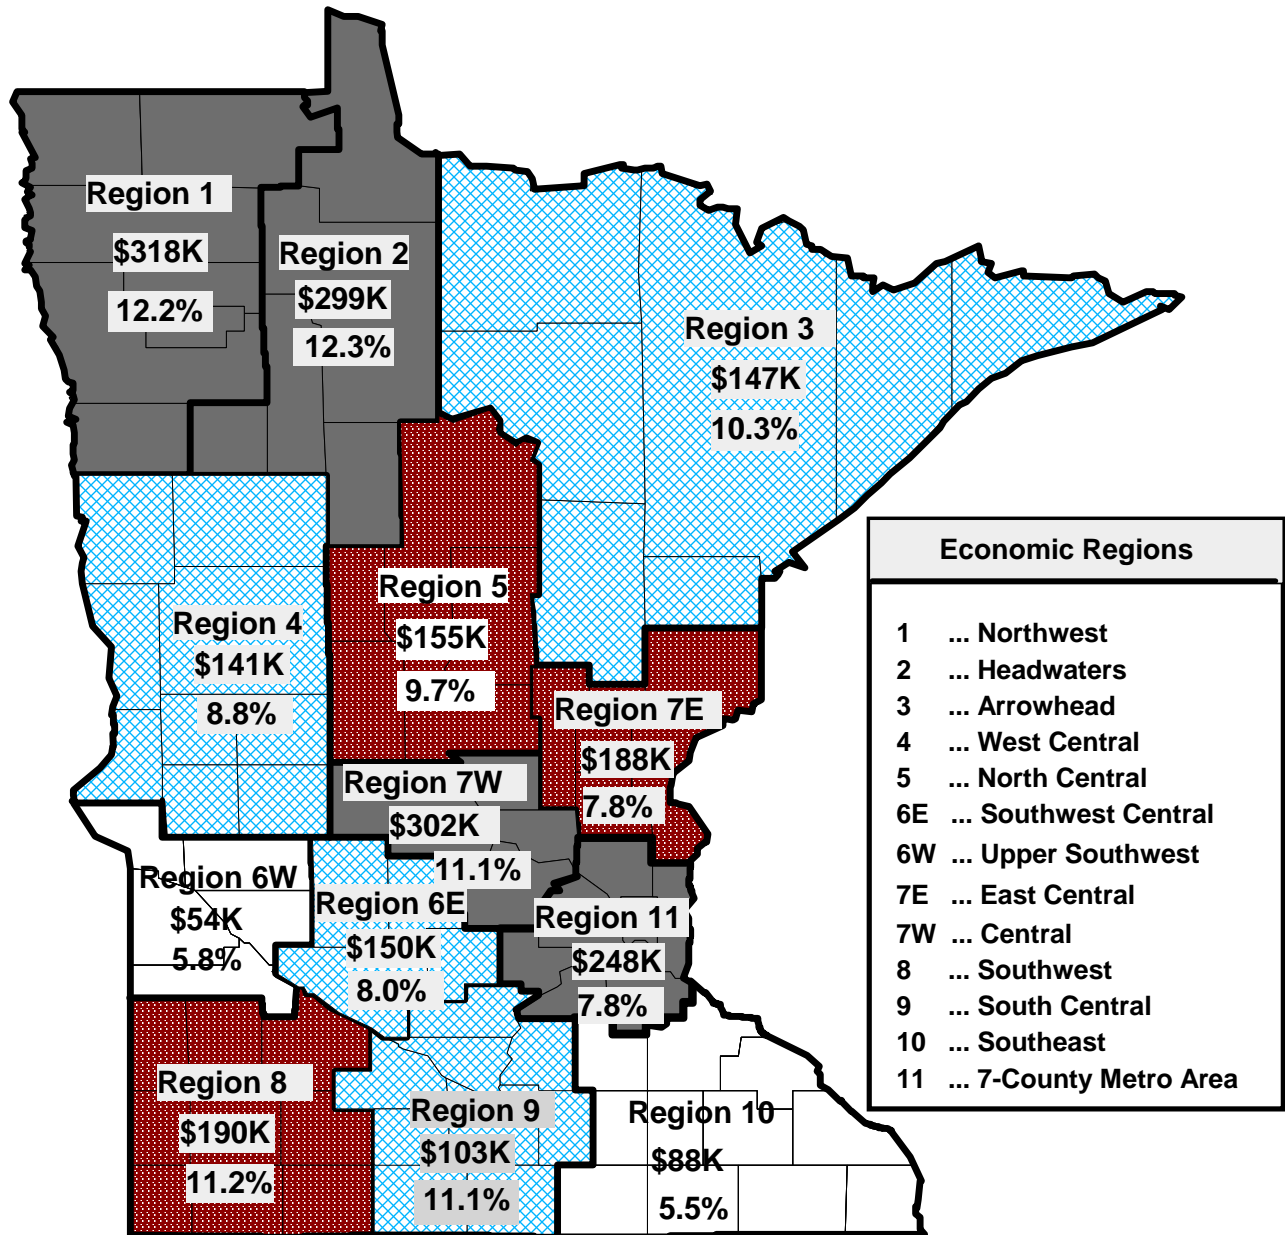 Region 1
$318K
12.2%
Region 2
$299K
12.3%
Region 3
$147K
10.3%
Region 4
$141K
8.8%
Region 5
$155K
9.7%
Region 7E
$188K
7.8%
Region 7W
$302K
11.1%
Region 6W
$54K
5.8%
Region 6E
$150K
8.0%
Region 11
$248K
7.8%
Region 8
$190K
11.2%
Region 9
$103K
11.1%
Region 10
$88K
5.5%
Economic Regions
1 ... Northwest
2 ... Headwaters
3 ... Arrowhead
4 ... West Central
5 ... North Central
6E ... Southwest Central
6W ... Upper Southwest
7E ... East Central
7W ... Central
8 ... Southwest
9 ... South Central
10 ... Southeast
11 ... 7-County Metro Area